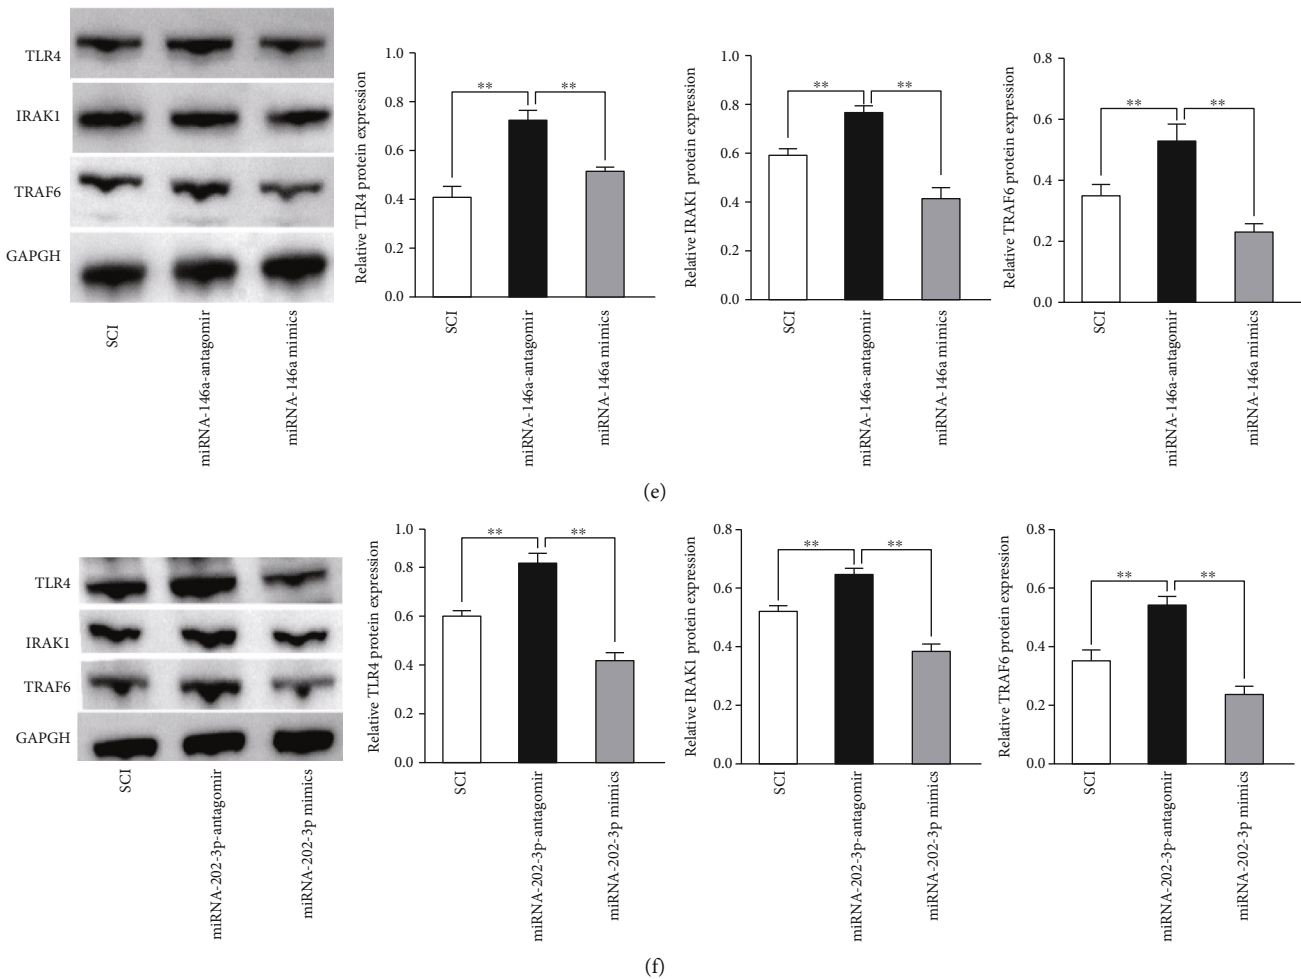 TLR4
IRAK1
TRAF6
GAPGH
SCI
miRNA-146a-antagomir
miRNA-146a mimics
Relative TLR4 protein expression
1.0
0.8
0.6
0.4
0.2
0.0
**
**
SCI
miRNA-146a-antagomir
miRNA-146a mimics
Relative IRAK1 protein expression
1.0
0.8
0.6
0.4
0.2
0.0
**
**
SCI
miRNA-146a-antagomir
miRNA-146a mimics
Relative TRAF6 protein expression
0.8
0.6
0.4
0.2
0.0
**
**
SCI
miRNA-146a-antagomir
miRNA-146a mimics
(e)
TLR4
IRAK1
TRAF6
GAPGH
SCI
miRNA-202-3p-antagomir
miRNA-202-3p mimics
Relative TLR4 protein expression
1.0
0.8
0.6
0.4
0.2
0.0
**
**
SCI
miRNA-202-3p-antagomir
miRNA-202-3p mimics
Relative IRAK1 protein expression
0.8
0.6
0.4
0.2
0.0
**
**
SCI
miRNA-202-3p-antagomir
miRNA-202-3p mimics
Relative TRAF6 protein expression
0.8
0.6
0.4
0.2
0.0
**
**
SCI
miRNA-202-3p-antagomir
miRNA-202-3p mimics
(f)